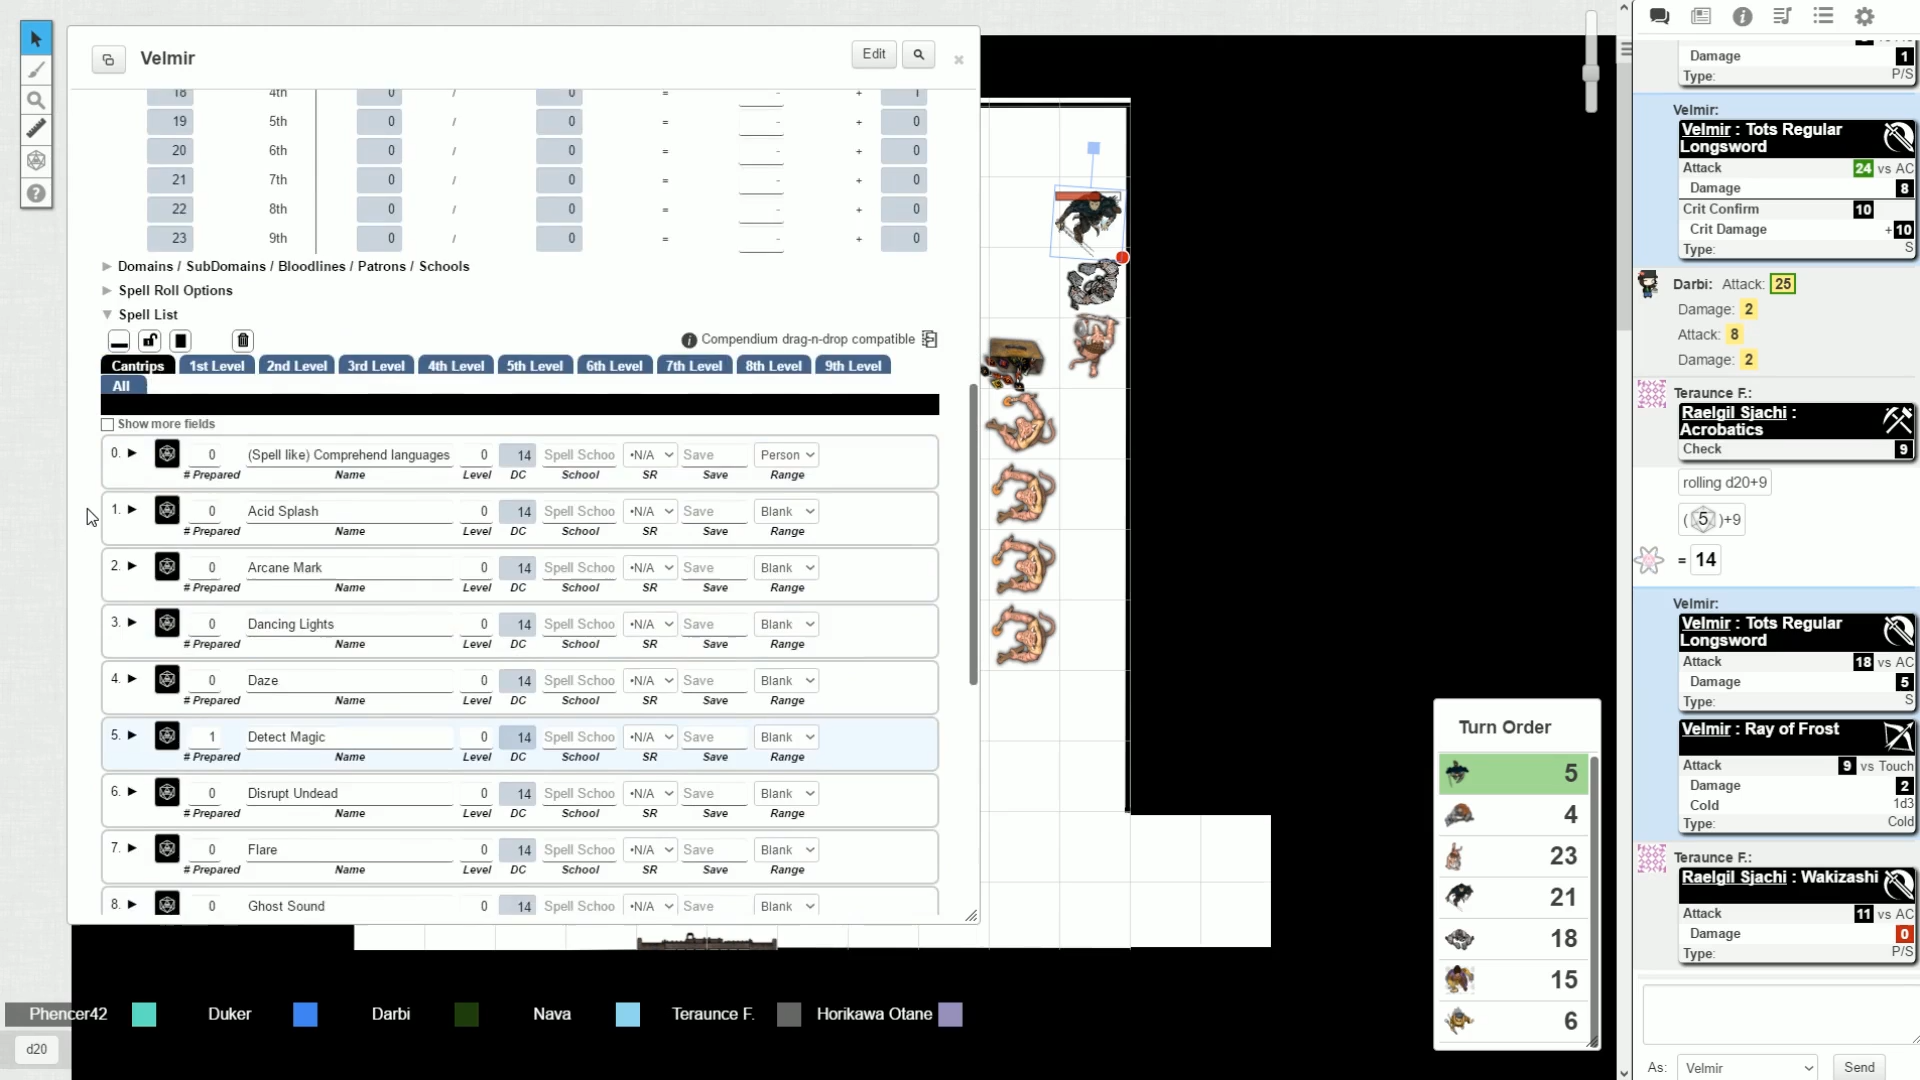 Velmir
Edit
18 4th 0 / 0 = - + 1
19 5th 0 / 0 = - + 0
20 6th 0 / 0 = - + 0
21 7th 0 / 0 = - + 0
22 8th 0 / 0 = - + 0
23 9th 0 / 0 = - + 0
Domains / SubDomains / Bloodlines / Patrons / Schools
Spell Roll Options
Spell List
Compendium drag-n-drop compatible
Cantrips 1st Level 2nd Level 3rd Level 4th Level 5th Level 6th Level 7th Level 8th Level 9th Level
All
Show more fields
0. 0 (Spell like) Comprehend languages 0 14 Spell Schoo •N/A Save Person
# Prepared Name Level DC School SR Save Range
1. 0 Acid Splash 0 14 Spell Schoo •N/A Save Blank
# Prepared Name Level DC School SR Save Range
2. 0 Arcane Mark 0 14 Spell Schoo •N/A Save Blank
# Prepared Name Level DC School SR Save Range
3. 0 Dancing Lights 0 14 Spell Schoo •N/A Save Blank
# Prepared Name Level DC School SR Save Range
4. 0 Daze 0 14 Spell Schoo •N/A Save Blank
# Prepared Name Level DC School SR Save Range
5. 1 Detect Magic 0 14 Spell Schoo •N/A Save Blank
# Prepared Name Level DC School SR Save Range
6. 0 Disrupt Undead 0 14 Spell Schoo •N/A Save Blank
# Prepared Name Level DC School SR Save Range
7. 0 Flare 0 14 Spell Schoo •N/A Save Blank
# Prepared Name Level DC School SR Save Range
8. 0 Ghost Sound 0 14 Spell Schoo •N/A Save Blank
Phencer42 Duker Darbi Nava Teraunce F. Horikawa Otane
d20
Turn Order
5
4
23
21
18
15
6
Damage 1
Type: P/S
Velmir:
Velmir : Tots Regular
Longsword
Attack 24 vs AC
Damage 8
Crit Confirm 10
Crit Damage +10
Type: S
Darbi: Attack: 25
Damage: 2
Attack: 8
Damage: 2
Teraunce F.:
Raelgil Sjachi :
Acrobatics
Check 9
rolling d20+9
(5)+9
= 14
Velmir:
Velmir : Tots Regular
Longsword
Attack 18 vs AC
Damage 5
Type: S
Velmir : Ray of Frost
Attack 9 vs Touch
Damage 2
Cold 1d3
Type: Cold
Teraunce F.:
Raelgil Sjachi : Wakizashi
Attack 11 vs AC
Damage 0
Type: P/S
As: Velmir Send